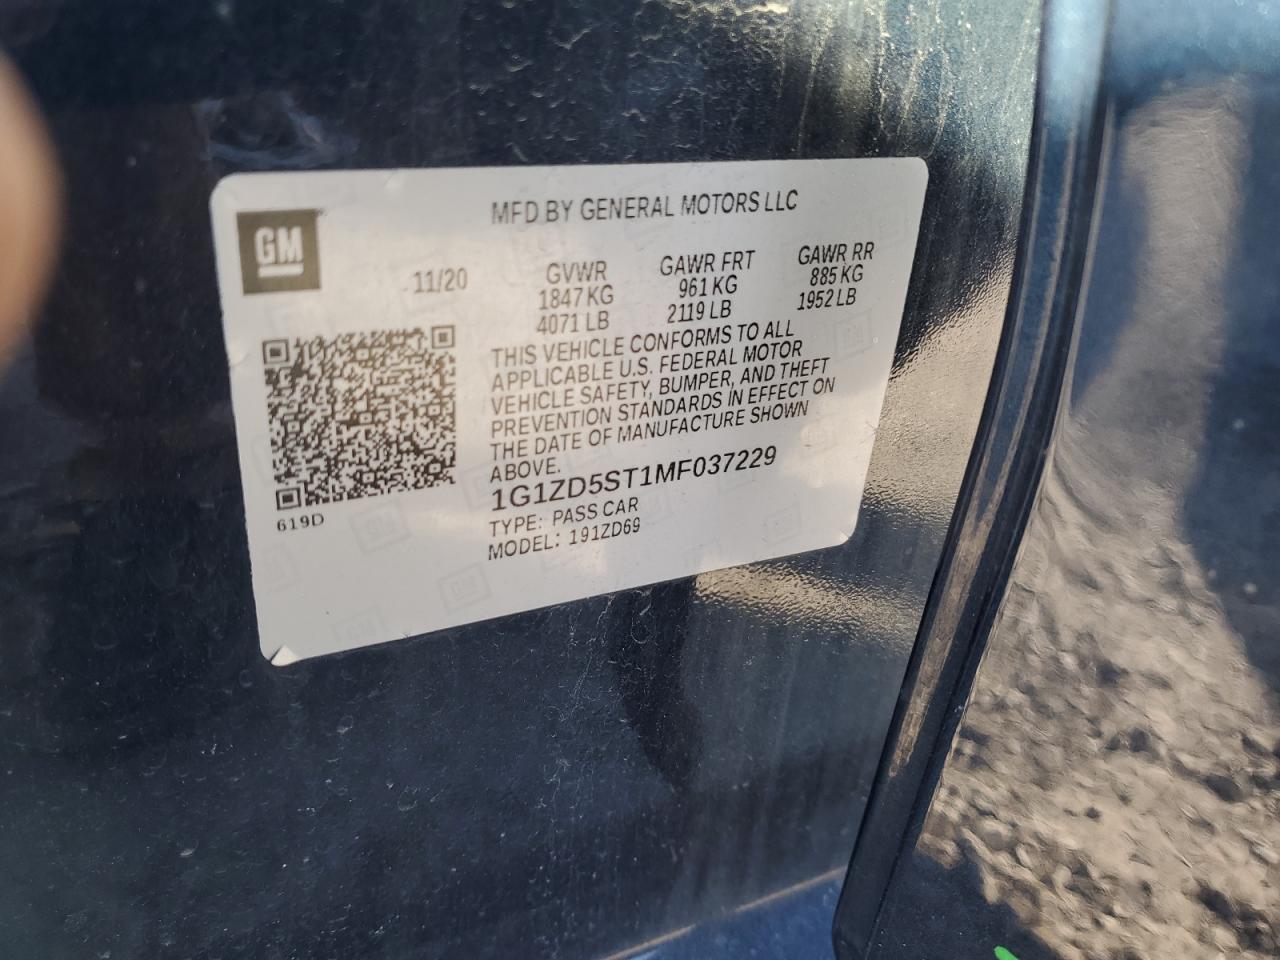 MFD BY GENERAL MOTORS LLC
GM
11/20
GVWR
1847 KG
4071 LB
GAWR FRT
961 KG
2119 LB
GAWR RR
885 KG
1952 LB
THIS VEHICLE CONFORMS TO ALL
APPLICABLE U.S. FEDERAL MOTOR
VEHICLE SAFETY, BUMPER, AND THEFT
PREVENTION STANDARDS IN EFFECT ON
THE DATE OF MANUFACTURE SHOWN
ABOVE.
1G1ZD5ST1MF037229
TYPE: PASS CAR
MODEL: 191ZD69
619D